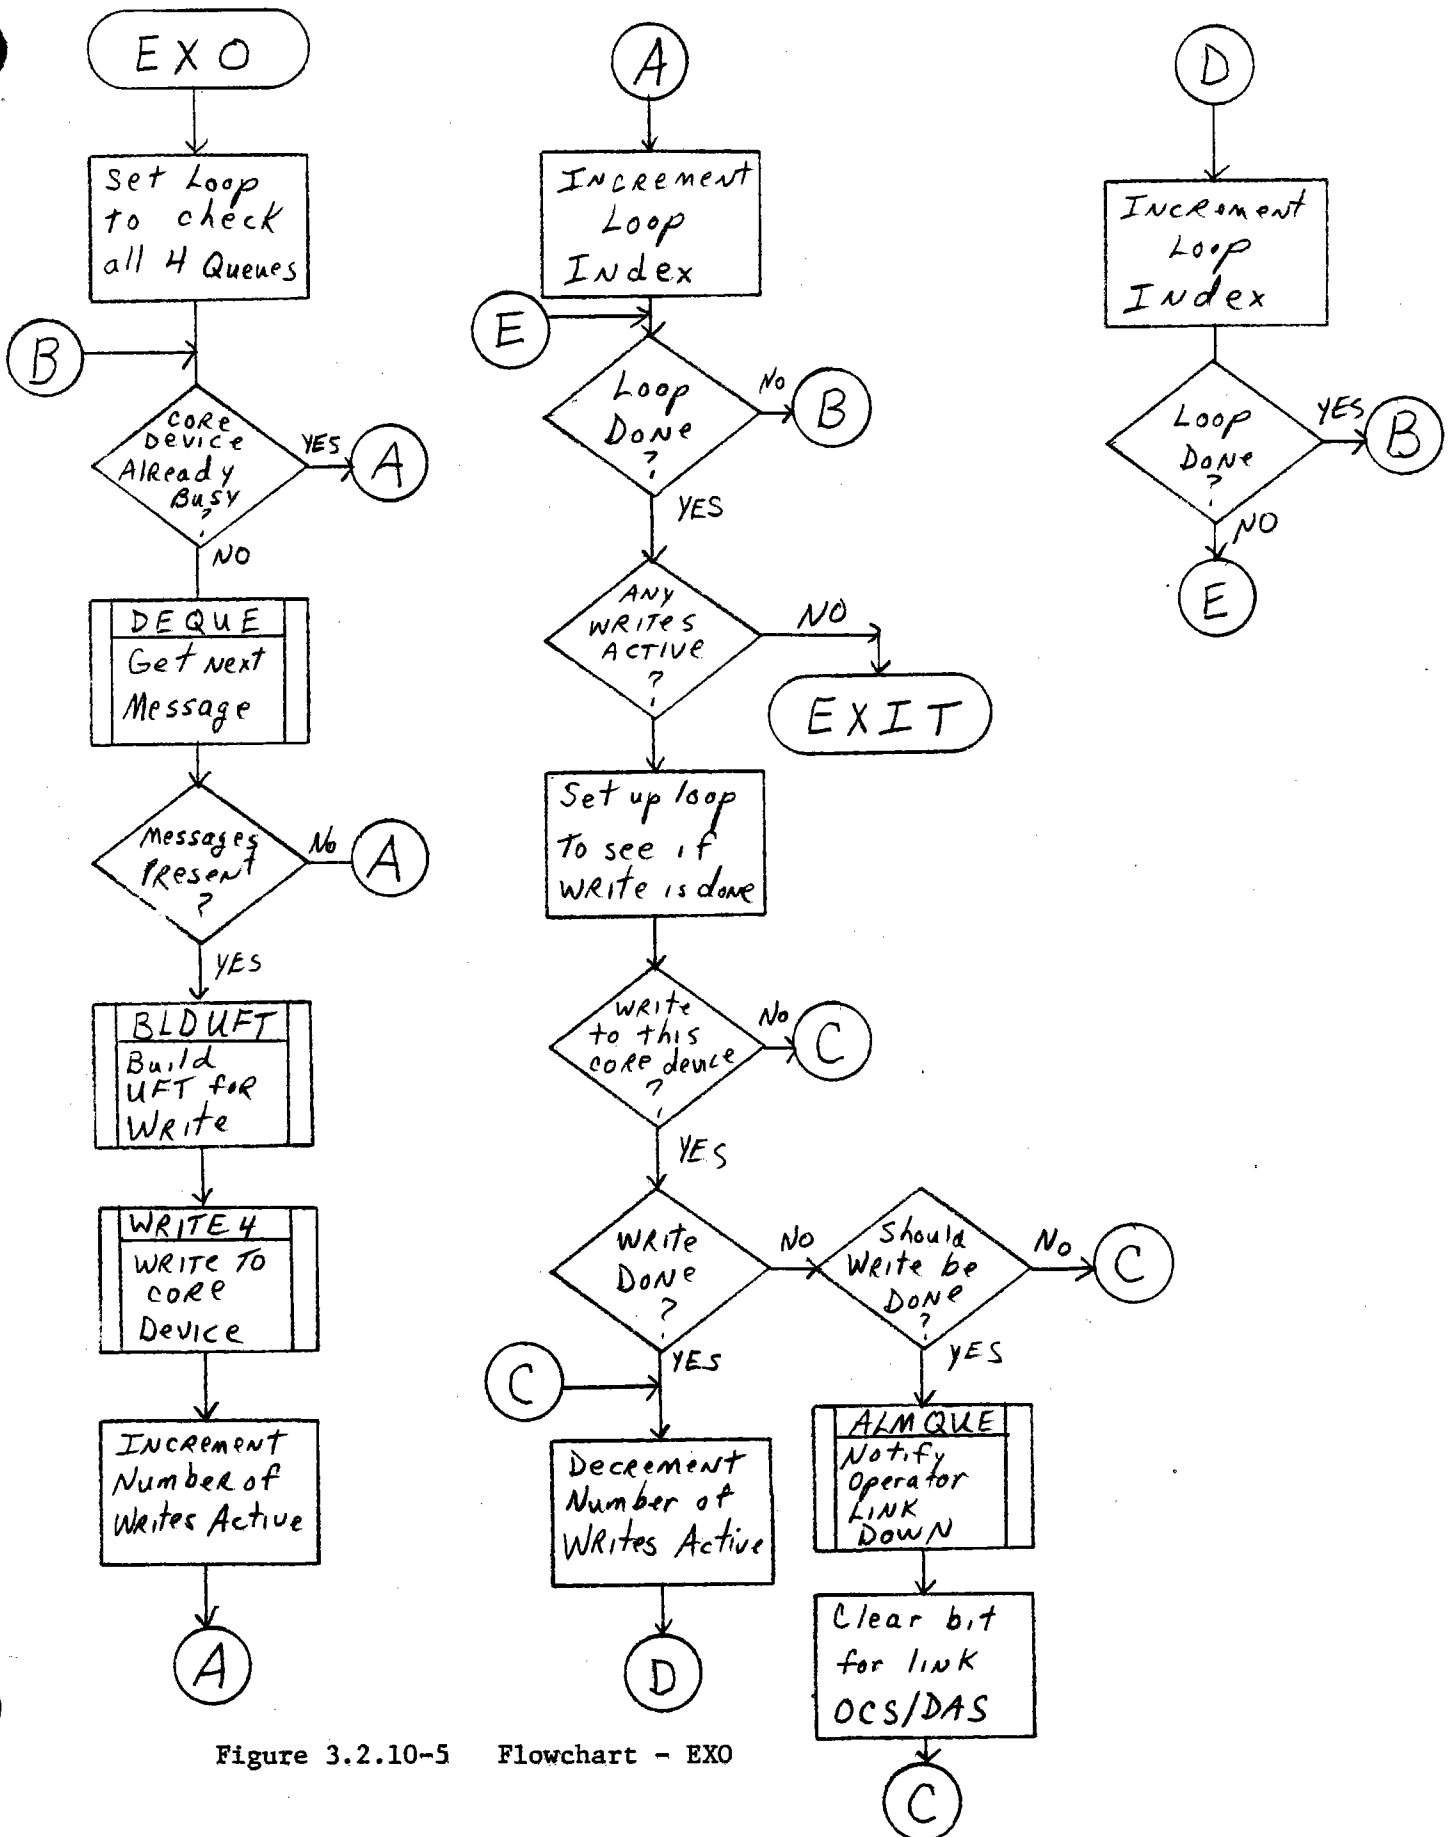 EXO
Set Loop
to check
all 4 Queues
B
CORE
DEVICE
AlReady
Busy
?
YES
A
NO
DEQUE
Get Next
Message
Messages
PResent
?
No
A
YES
BLDUFT
Build
UFT foR
WRite
WRITE4
WRITE TO
CORE
Device
INCRemeNT
NumbeR of
WRites Active
A
A
INCRement
Loop
INdex
E
Loop
DoNe
?
No
B
YES
ANY
WRITes
ACTIVE
?
NO
EXIT
Set up loop
To see if
WRite is doNe
WRite
to this
CORE device
?
No
C
YES
WRite
DoNe
?
NO
Should
WRite be
DoNe
?
No
C
YES
C
YES
DecRemeNT
Number of
WRites Active
D
ALMQUE
Notify
Operator
LINK
DOWN
Clear bit
for liNK
OCS/DAS
C
D
INCRement
Loop
INdex
Loop
DoNe
?
YES
B
NO
E
Figure 3.2.10-5 Flowchart - EXO